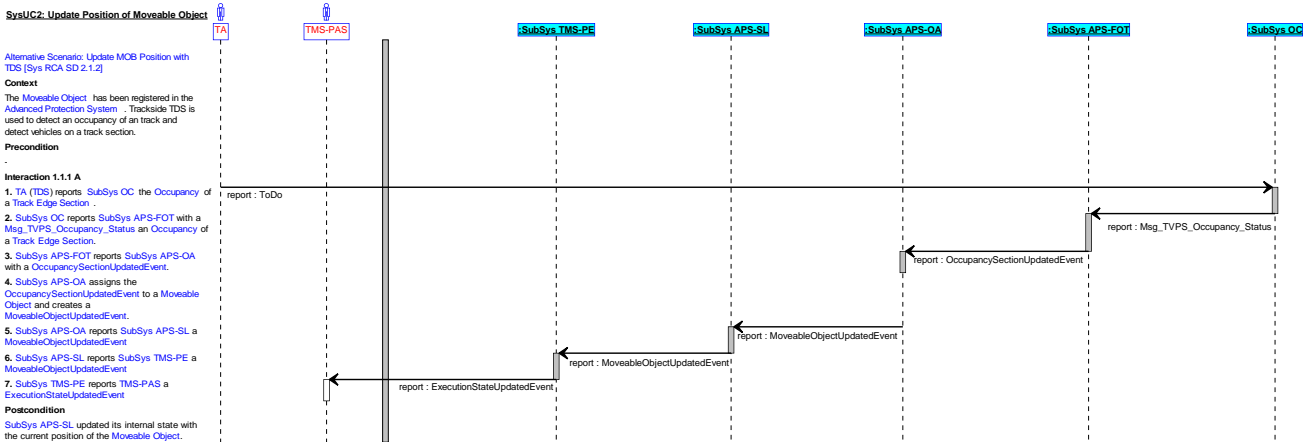 SysUC2: Update Position of Moveable Object
TA
TMS-PAS
:SubSys TMS-PE
:SubSys APS-SL
:SubSys APS-OA
:SubSys APS-FOT
:SubSys OC
Alternative Scenario: Update MOB Position with
TDS [Sys RCA SD 2.1.2]
Context
The Moveable Object has been registered in the
Advanced Protection System . Trackside TDS is
used to detect an occupancy of an track and
detect vehicles on a track section.
Precondition
.
Interaction 1.1.1 A
1. TA (TDS) reports SubSys OC the Occupancy of
a Track Edge Section .
2. SubSys OC reports SubSys APS-FOT with a
Msg_TVPS_Occupancy_Status an Occupancy of
a Track Edge Section.
3. SubSys APS-FOT reports SubSys APS-OA
with a OccupancySectionUpdatedEvent.
4. SubSys APS-OA assigns the
OccupancySectionUpdatedEvent to a Moveable
Object and creates a
MoveableObjectUpdatedEvent.
5. SubSys APS-OA reports SubSys APS-SL a
MoveableObjectUpdatedEvent
6. SubSys APS-SL reports SubSys TMS-PE a
MoveableObjectUpdatedEvent
7. SubSys TMS-PE reports TMS-PAS a
ExecutionStateUpdatedEvent
Postcondition
SubSys APS-SL updated its internal state with
the current position of the Moveable Object.
report : ToDo
report : Msg_TVPS_Occupancy_Status
report : OccupancySectionUpdatedEvent
report : MoveableObjectUpdatedEvent
report : MoveableObjectUpdatedEvent
report : ExecutionStateUpdatedEvent